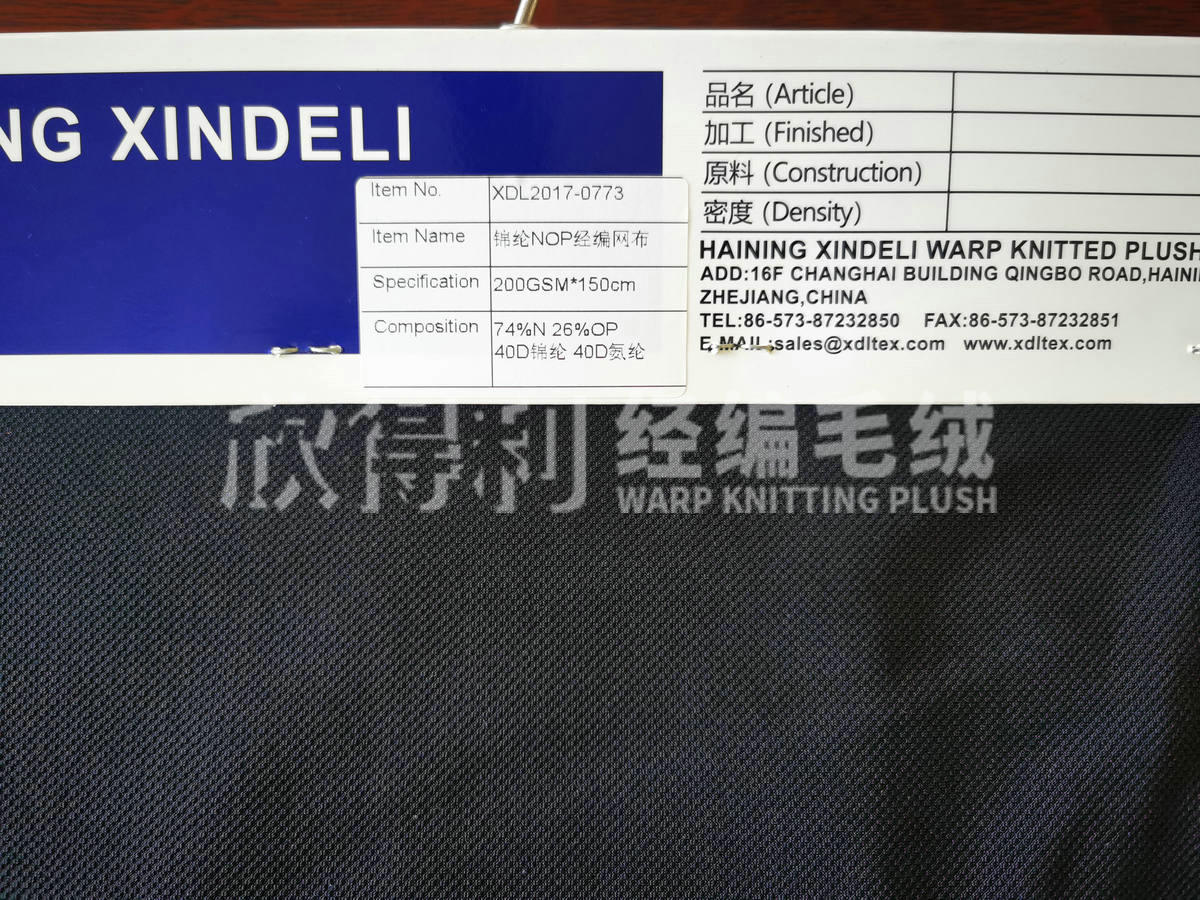 NG XINDELI
Item No. XDL2017-0773
Item Name 锦纶NOP经编网布
Specification 200GSM*150cm
Composition 74%N 26%OP
40D锦纶 40D氨纶
品名 (Article)
加工 (Finished)
原料 (Construction)
密度 (Density)
HAINING XINDELI WARP KNITTED PLUSH
ADD:16F CHANGHAI BUILDING QINGBO ROAD,HAINI
ZHEJIANG,CHINA
TEL:86-573-87232850 FAX:86-573-87232851
E-MAIL:sales@xdltex.com www.xdltex.com
欣得利 经编毛绒
WARP KNITTING PLUSH